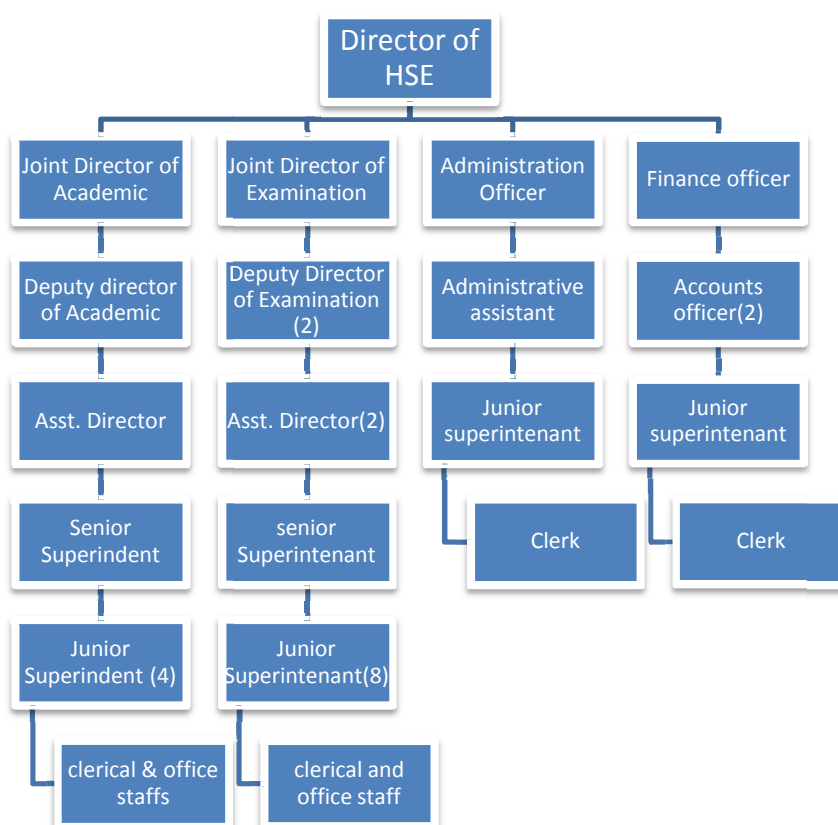 Director of
HSE
Joint Director of
Academic
Joint Director of
Examination
Administration
Officer
Finance officer
Deputy director
of Academic
Deputy Director
of Examination
(2)
Administrative
assistant
Accounts
officer(2)
Asst. Director
Asst. Director(2)
Junior
superintenant
Junior
superintenant
Senior
Superindent
senior
Superintenant
Clerk
Clerk
Junior
Superindent (4)
Junior
Superintenant(8)
clerical & office
staffs
clerical and
office staff